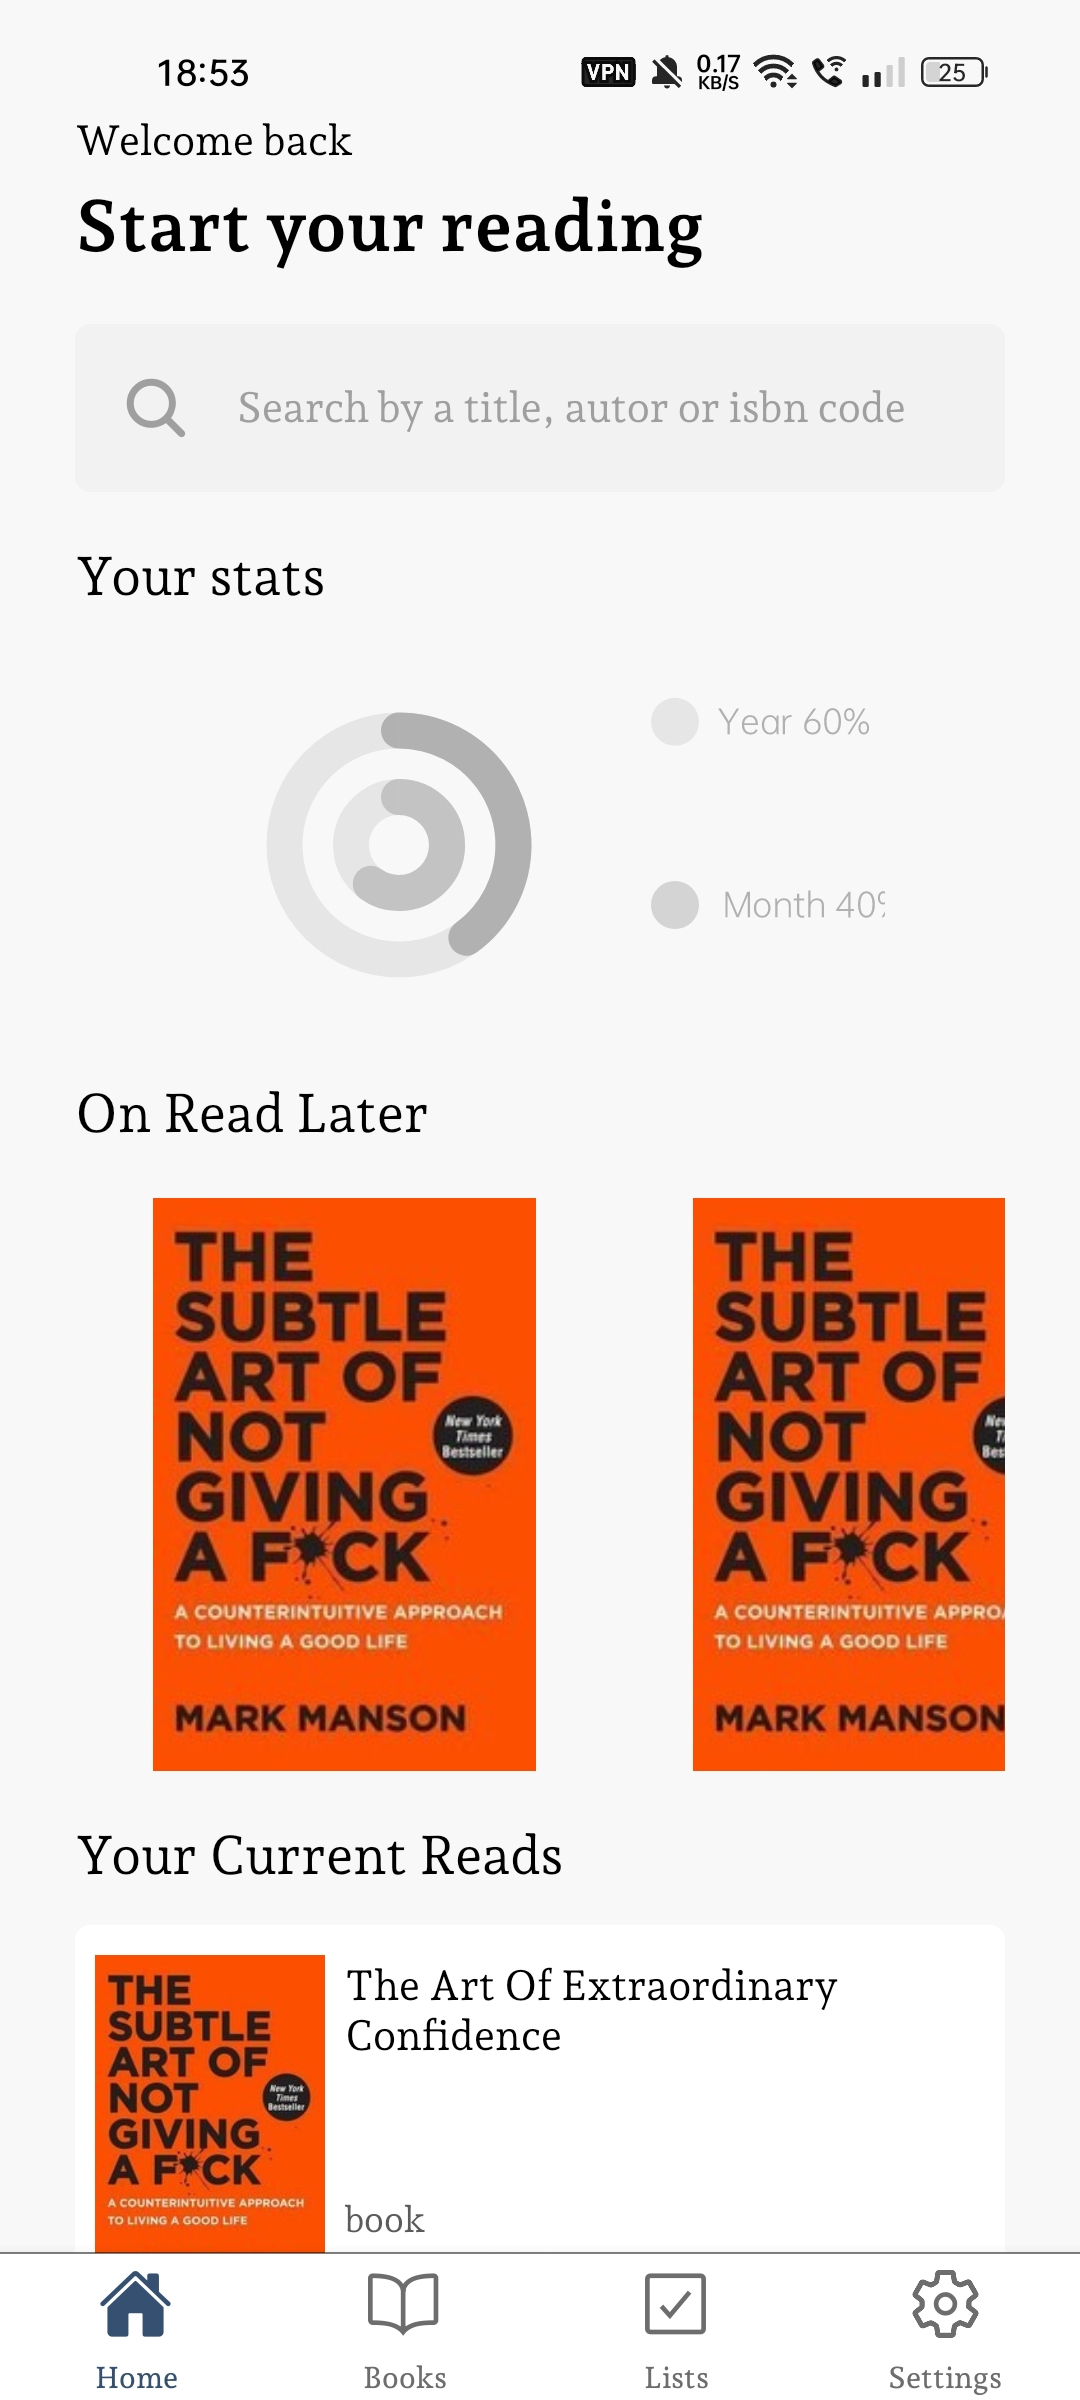 18:53
VPN
0.17
KB/S
25
Welcome back
Start your reading
Search by a title, autor or isbn code
Your stats
Year 60%
Month 40%
On Read Later
THE
SUBTLE
ART OF
NOT
GIVING
A F*CK
New York
Times
Bestseller
A COUNTERINTUITIVE APPROACH
TO LIVING A GOOD LIFE
MARK MANSON
THE
SUBTLE
ART OF
NOT
GIVING
A F*CK
A COUNTERINTUITIVE
TO LIVING A GOOD LIFE
MARK MANSON
Your Current Reads
THE
SUBTLE
ART OF
NOT
GIVING
A F*CK
New York
Times
Bestseller
A COUNTERINTUITIVE APPROACH
TO LIVING A GOOD LIFE
The Art Of Extraordinary
Confidence
book
Home
Books
Lists
Settings